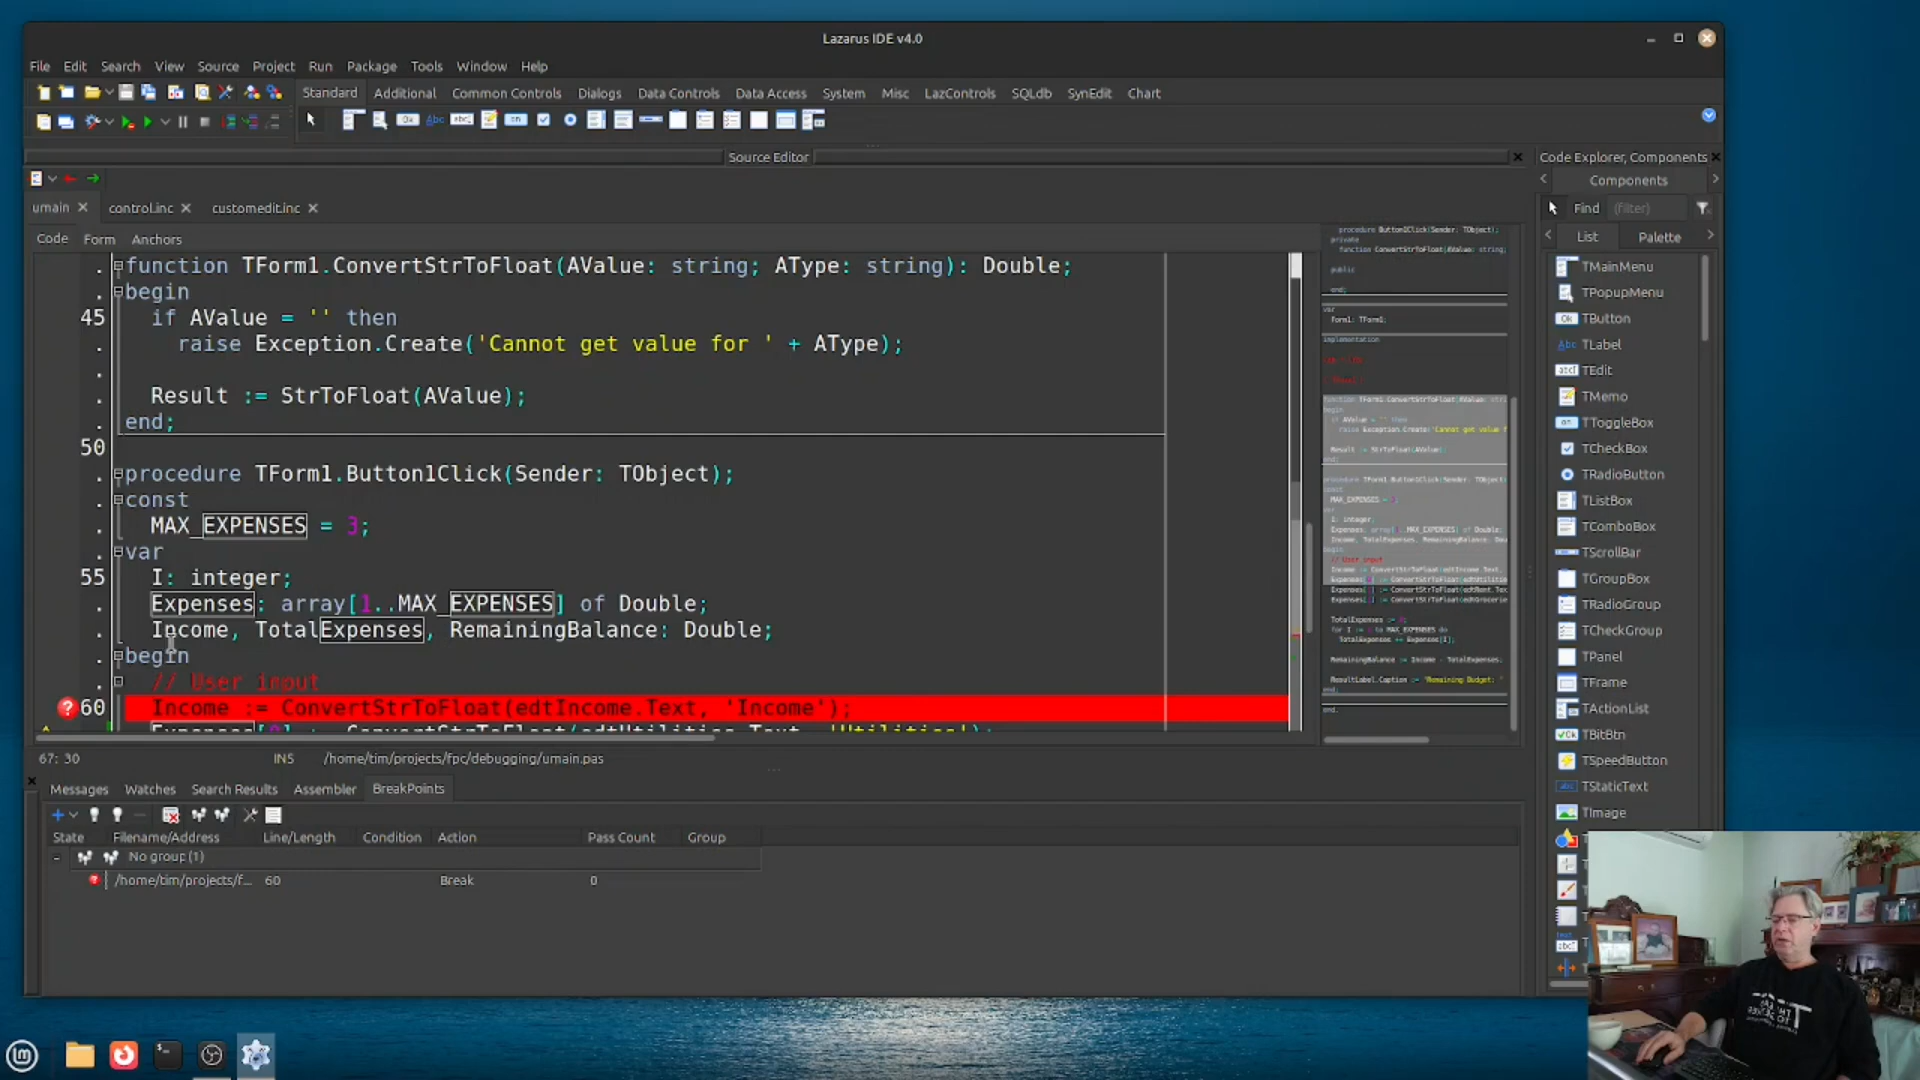 Lazarus IDE v4.0
File Edit Search View Source Project Run Package Tools Window Help
Standard Additional Common Controls Dialogs Data Controls Data Access System Misc LazControls SQLdb SynEdit Chart
Source Editor
Code Explorer, Components
Components
umain control.inc customedit.inc
Find (filter)
Code Form Anchors
List Palette
function TForm1.ConvertStrToFloat(AValue: string; AType: string): Double;
begin
45 if AValue = '' then
raise Exception.Create('Cannot get value for ' + AType);
Result := StrToFloat(AValue);
end;
50
procedure TForm1.Button1Click(Sender: TObject);
const
MAX_EXPENSES = 3;
var
55 I: integer;
Expenses: array[1..MAX_EXPENSES] of Double;
Income, TotalExpenses, RemainingBalance: Double;
begin
// User input
60 Income := ConvertStrToFloat(edtIncome.Text, 'Income');
Expenses[0] := ConvertStrToFloat(edtUtilities.Text, 'Utilities');
TMainMenu
TPopupMenu
TButton
TLabel
TEdit
TMemo
TToggleBox
TCheckBox
TRadioButton
TListBox
TComboBox
TScrollBar
TGroupBox
TRadioGroup
TCheckGroup
TPanel
TFrame
TActionList
TBitBtn
TSpeedButton
TStaticText
TImage
67: 30 INS /home/tim/projects/fpc/debugging/umain.pas
Messages Watches Search Results Assembler BreakPoints
State Filename/Address Line/Length Condition Action Pass Count Group
No group (1)
/home/tim/projects/f... 60 Break 0